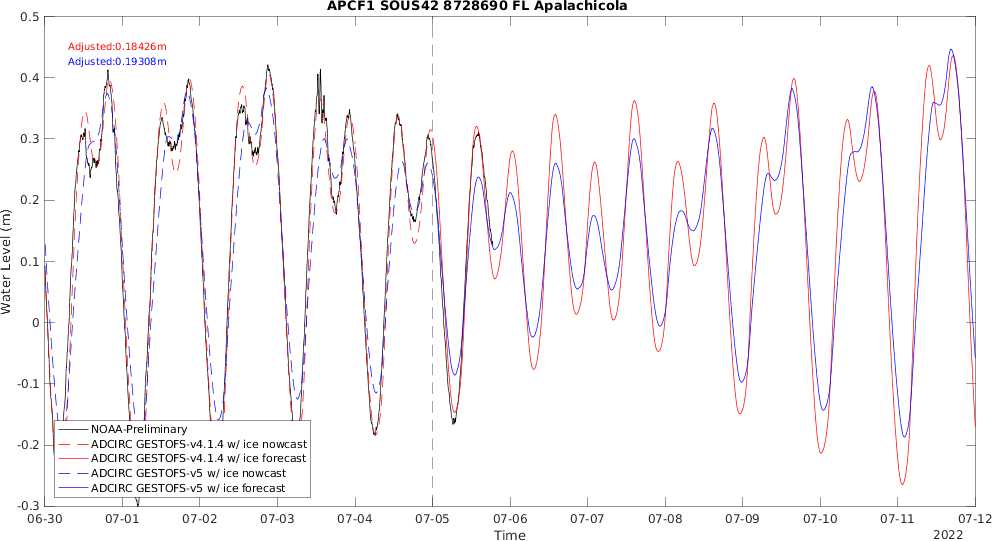 APCF1 SOUS42 8728690 FL Apalachicola
Adjusted:0.18426m
Adjusted:0.19308m
Water Level (m)
0.5
0.4
0.3
0.2
0.1
0
-0.1
-0.2
-0.3
NOAA-Preliminary
ADCIRC GESTOFS-v4.1.4 w/ ice nowcast
ADCIRC GESTOFS-v4.1.4 w/ ice forecast
ADCIRC GESTOFS-v5 w/ ice nowcast
ADCIRC GESTOFS-v5 w/ ice forecast
06-30 07-01 07-02 07-03 07-04 07-05 07-06 07-07 07-08 07-09 07-10 07-11 07-12
Time
2022